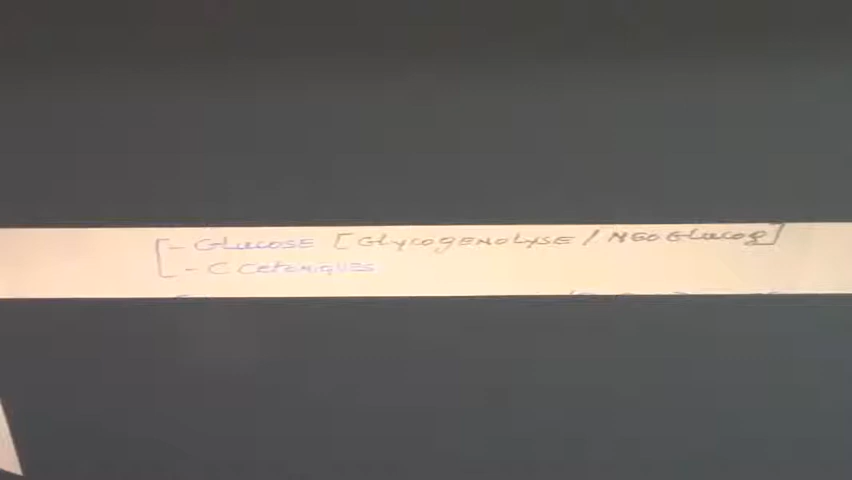 [- GLUCOSE [GLYCOGENOLYSE / NEOGLUCOG]
- C CETONIQUES